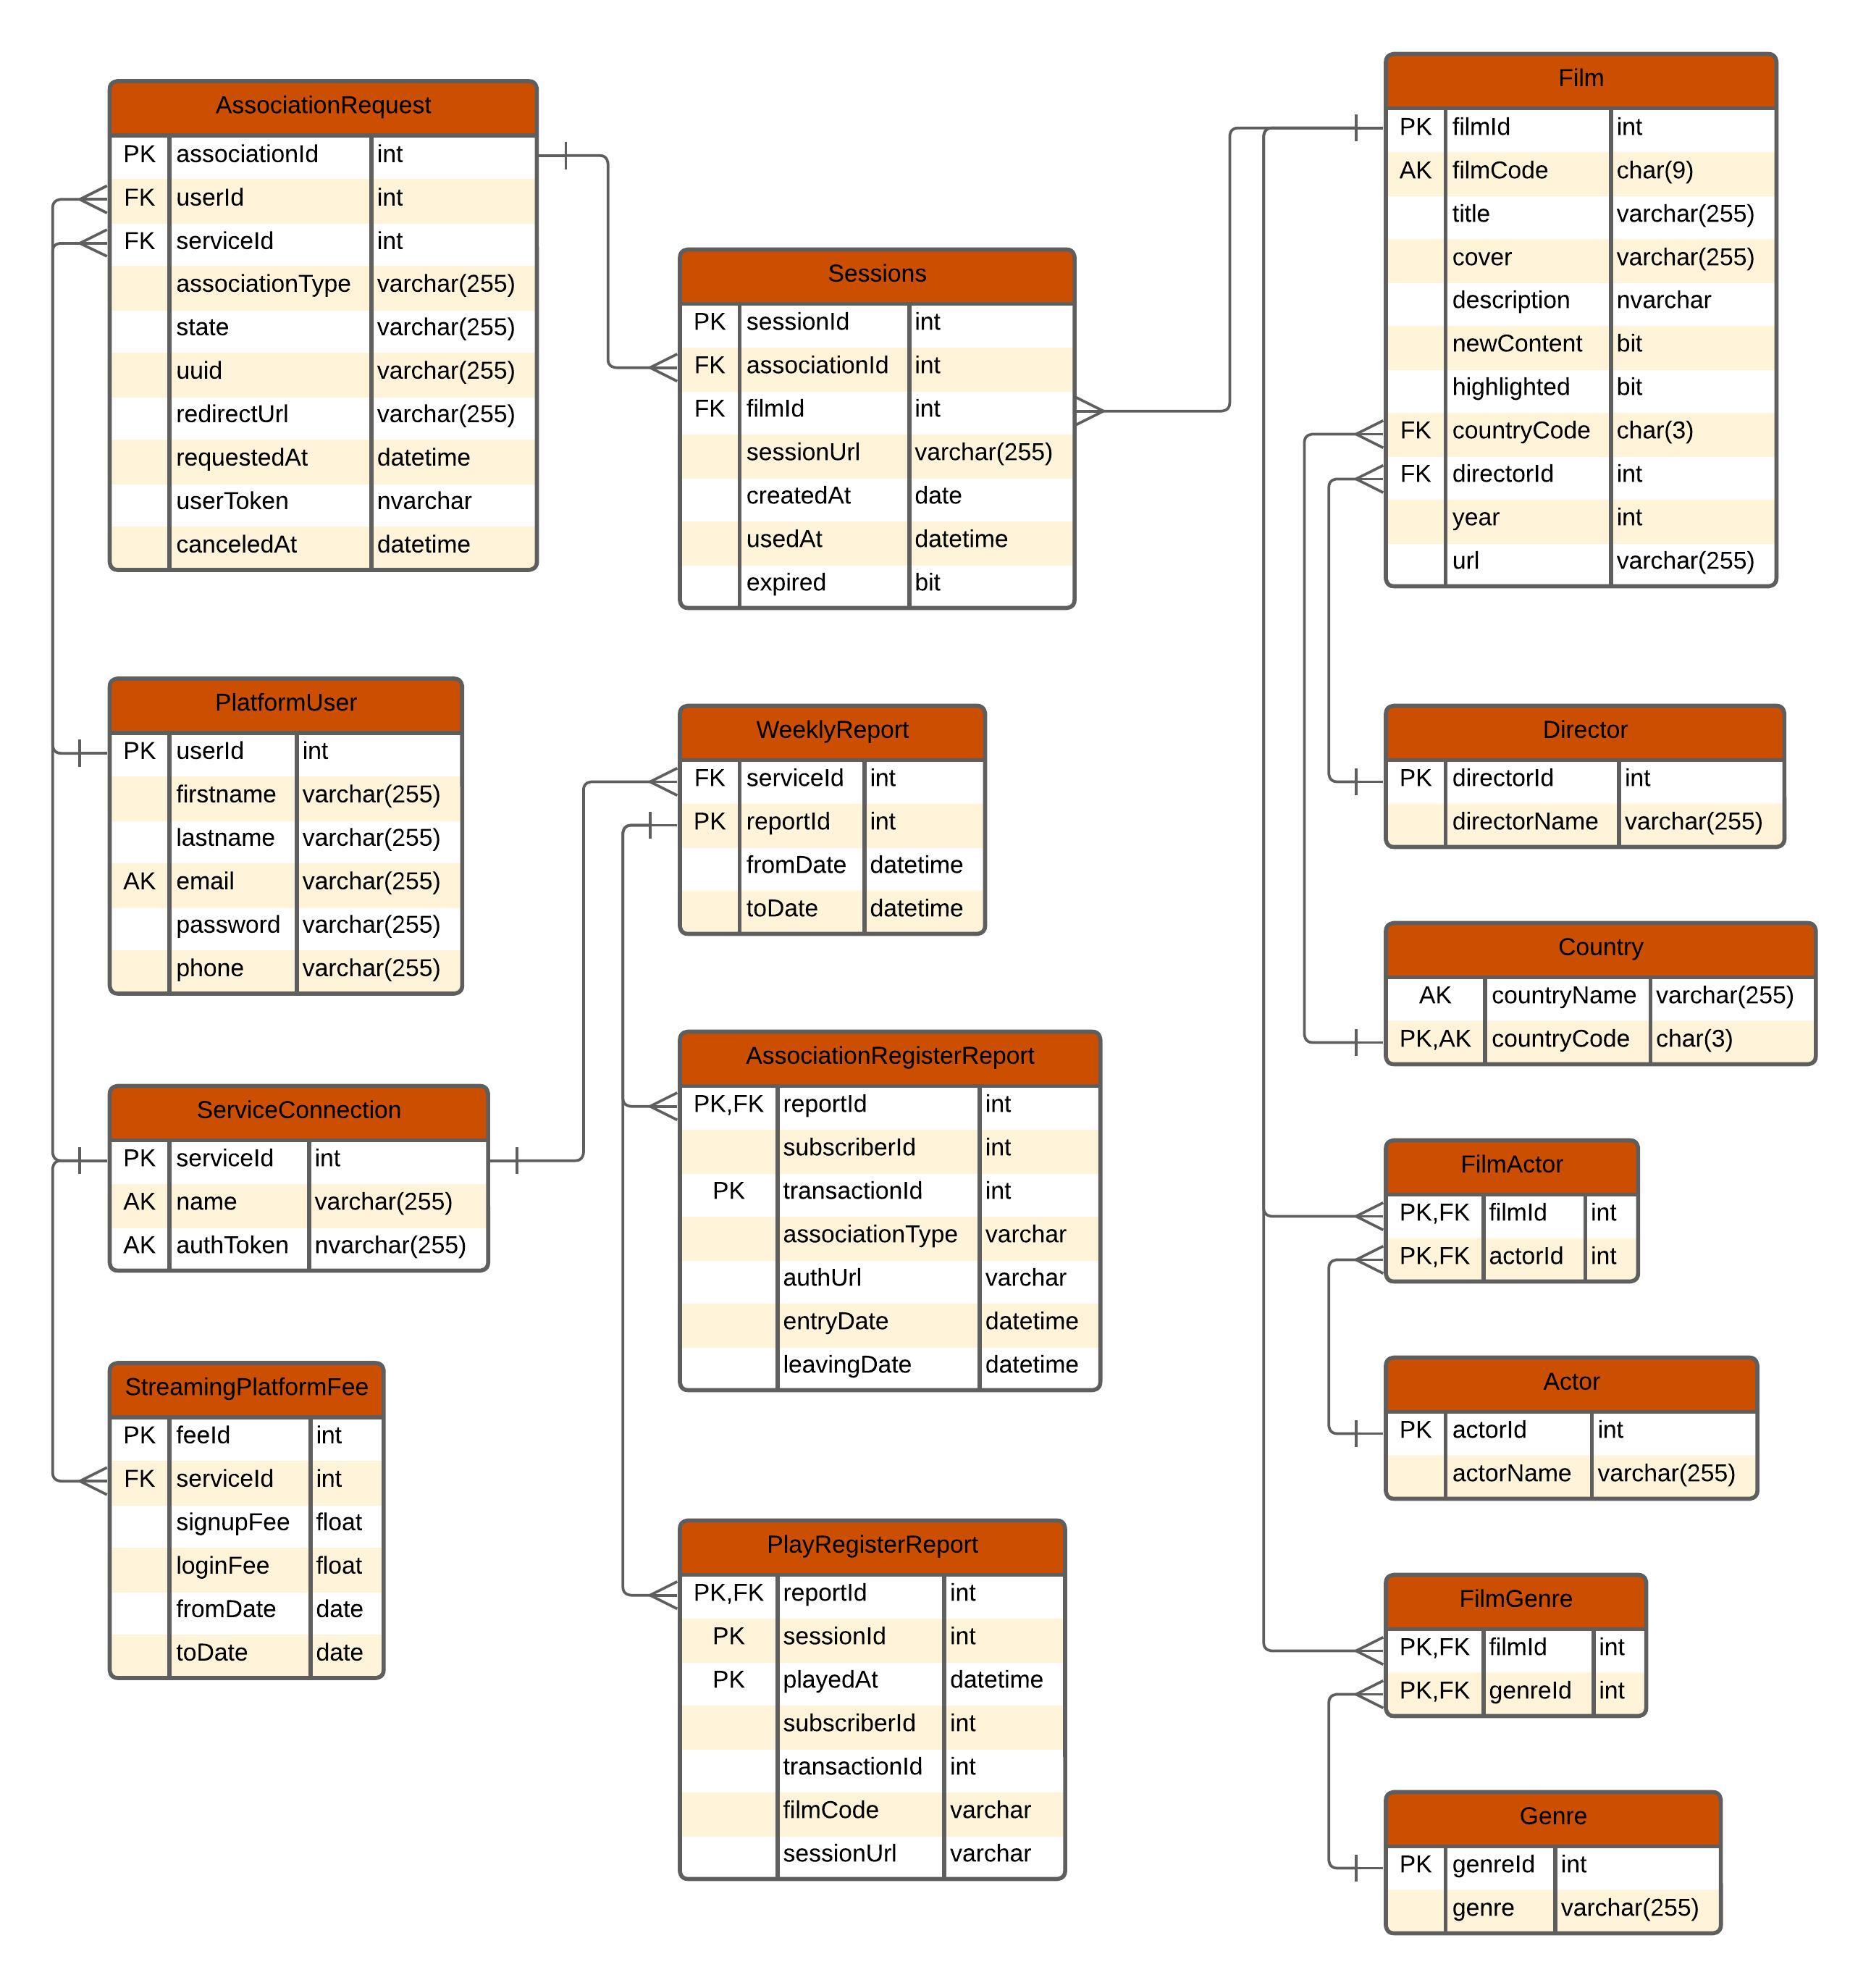 AssociationRequest
PK associationId int
FK userId int
FK serviceId int
associationType varchar(255)
state varchar(255)
uuid varchar(255)
redirectUrl varchar(255)
requestedAt datetime
userToken nvarchar
canceledAt datetime
PlatformUser
PK userId int
firstname varchar(255)
lastname varchar(255)
AK email varchar(255)
password varchar(255)
phone varchar(255)
ServiceConnection
PK serviceId int
AK name varchar(255)
AK authToken nvarchar(255)
StreamingPlatformFee
PK feeId int
FK serviceId int
signupFee float
loginFee float
fromDate date
toDate date
Sessions
PK sessionId int
FK associationId int
FK filmId int
sessionUrl varchar(255)
createdAt date
usedAt datetime
expired bit
WeeklyReport
FK serviceId int
PK reportId int
fromDate datetime
toDate datetime
AssociationRegisterReport
PK,FK reportId int
subscriberId int
PK transactionId int
associationType varchar
authUrl varchar
entryDate datetime
leavingDate datetime
PlayRegisterReport
PK,FK reportId int
PK sessionId int
PK playedAt datetime
subscriberId int
transactionId int
filmCode varchar
sessionUrl varchar
Film
PK filmId int
AK filmCode char(9)
title varchar(255)
cover varchar(255)
description nvarchar
newContent bit
highlighted bit
FK countryCode char(3)
FK directorId int
year int
url varchar(255)
Director
PK directorId int
directorName varchar(255)
Country
AK countryName varchar(255)
PK,AK countryCode char(3)
FilmActor
PK,FK filmId int
PK,FK actorId int
Actor
PK actorId int
actorName varchar(255)
FilmGenre
PK,FK filmId int
PK,FK genreId int
Genre
PK genreId int
genre varchar(255)